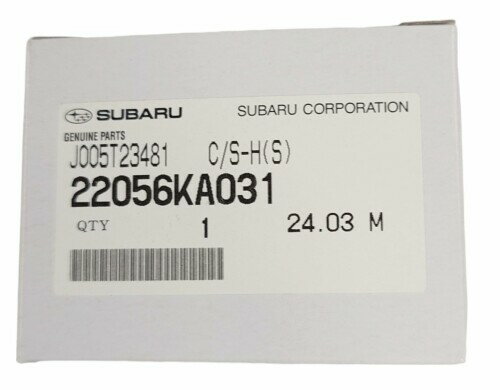 SUBARU SUBARU CORPORATION
GENUINE PARTS
J005T23481 C/S-H(S)
22056KA031
QTY 1 24.03 M